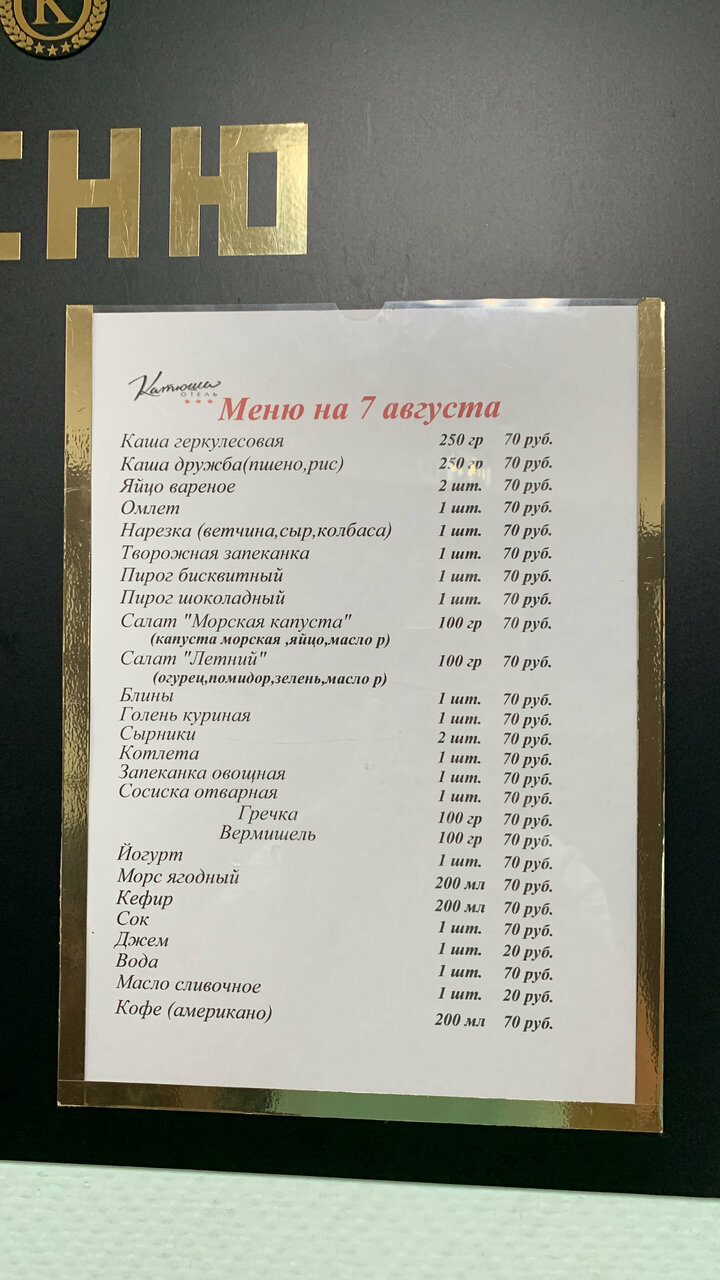 К
ЕНЮ
Катюша
ОТЕЛЬ
Меню на 7 августа
Каша геркулесовая 250 гр 70 руб.
Каша дружба(пшено,рис) 250 гр 70 руб.
Яйцо вареное 2 шт. 70 руб.
Омлет 1 шт. 70 руб.
Нарезка (ветчина,сыр,колбаса) 1 шт. 70 руб.
Творожная запеканка 1 шт. 70 руб.
Пирог бисквитный 1 шт. 70 руб.
Пирог шоколадный 1 шт. 70 руб.
Салат "Морская капуста" 100 гр 70 руб.
(капуста морская ,яйцо,масло р)
Салат "Летний" 100 гр 70 руб.
(огурец,помидор,зелень,масло р)
Блины 1 шт. 70 руб.
Голень куриная 1 шт. 70 руб.
Сырники 2 шт. 70 руб.
Котлета 1 шт. 70 руб.
Запеканка овощная 1 шт. 70 руб.
Сосиска отварная 1 шт. 70 руб.
Гречка 100 гр 70 руб.
Вермишель 100 гр 70 руб.
Йогурт 1 шт. 70 руб.
Морс ягодный 200 мл 70 руб.
Кефир 200 мл 70 руб.
Сок 1 шт. 70 руб.
Джем 1 шт. 20 руб.
Вода 1 шт. 70 руб.
Масло сливочное 1 шт. 20 руб.
Кофе (американо) 200 мл 70 руб.